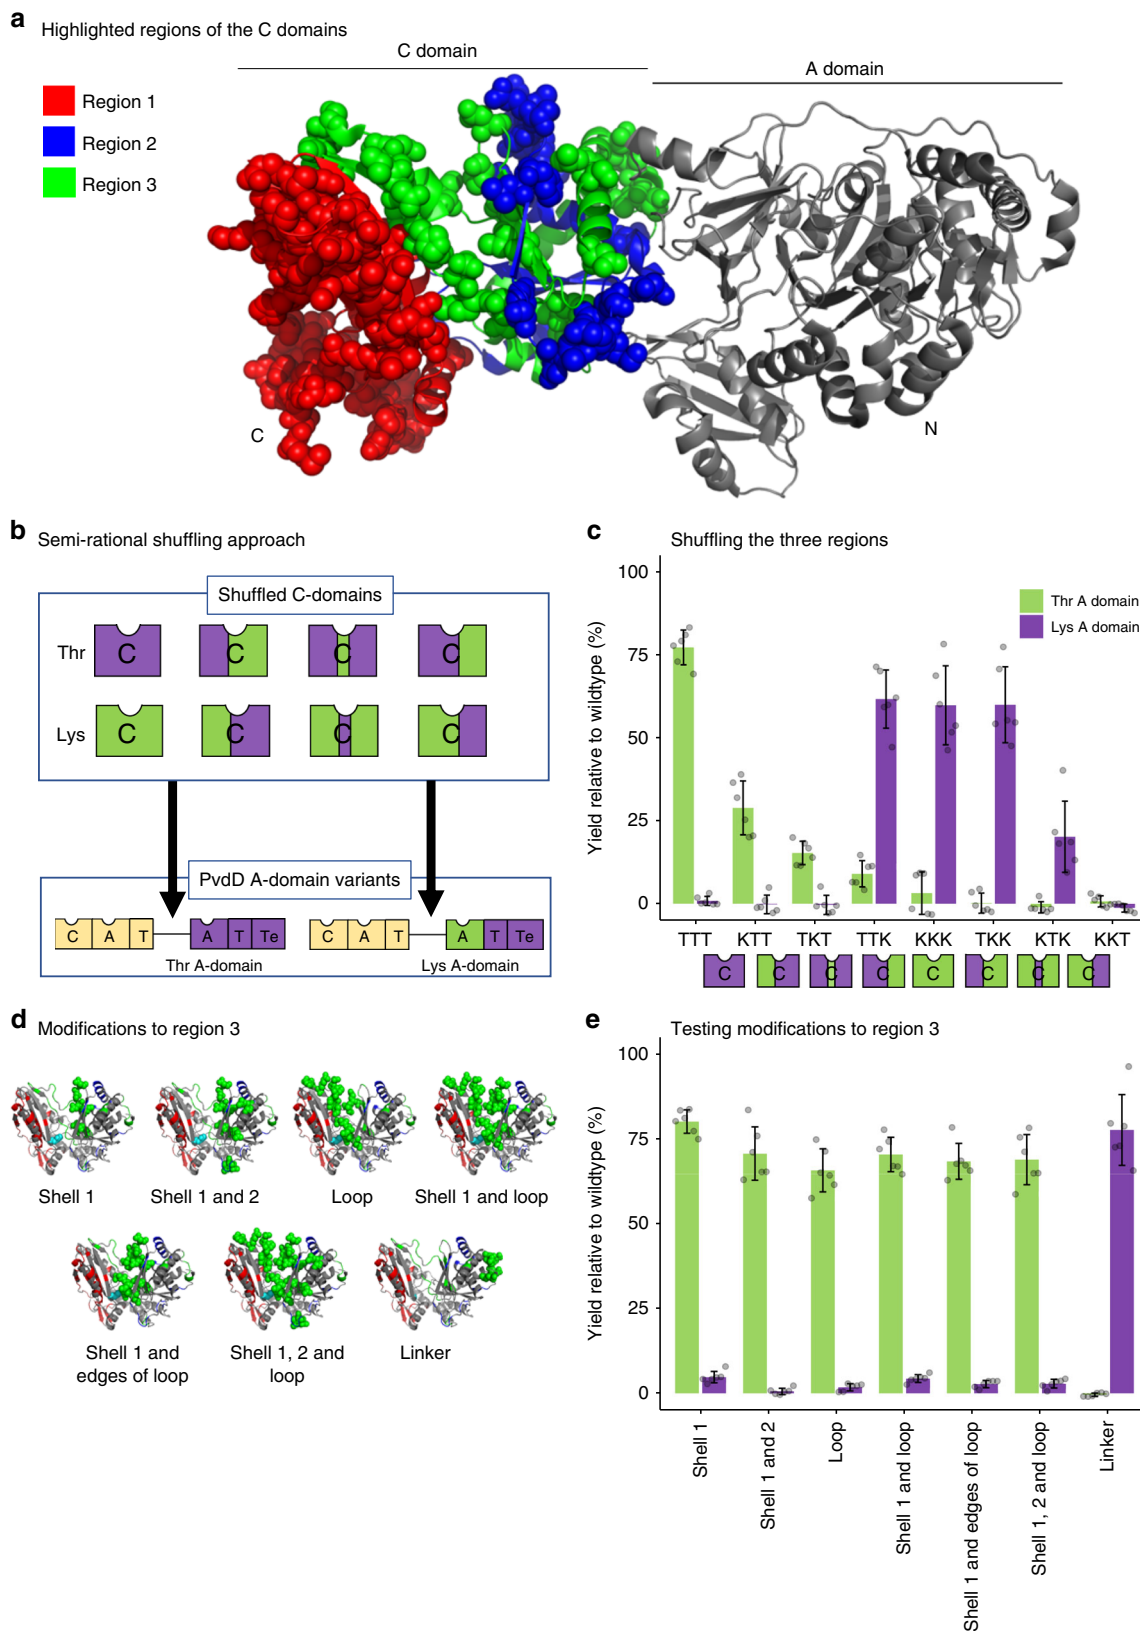 a Highlighted regions of the C domains
C domain
A domain
Region 1
Region 2
Region 3
C
N
b Semi-rational shuffling approach
Shuffled C-domains
Thr
C C C C
Lys
C C C C
PvdD A-domain variants
C A T A T Te
C A T A T Te
Thr A-domain
Lys A-domain
c Shuffling the three regions
Yield relative to wildtype (%)
100
75
50
25
0
Thr A domain
Lys A domain
TTT KTT TKT TTK KKK TKK KTK KKT
C C C C C C C C
d Modifications to region 3
Shell 1
Shell 1 and 2
Loop
Shell 1 and loop
Shell 1 and
edges of loop
Shell 1, 2 and
loop
Linker
e Testing modifications to region 3
Yield relative to wildtype (%)
100
75
50
25
0
Shell 1
Shell 1 and 2
Loop
Shell 1 and loop
Shell 1 and edges of loop
Shell 1, 2 and loop
Linker